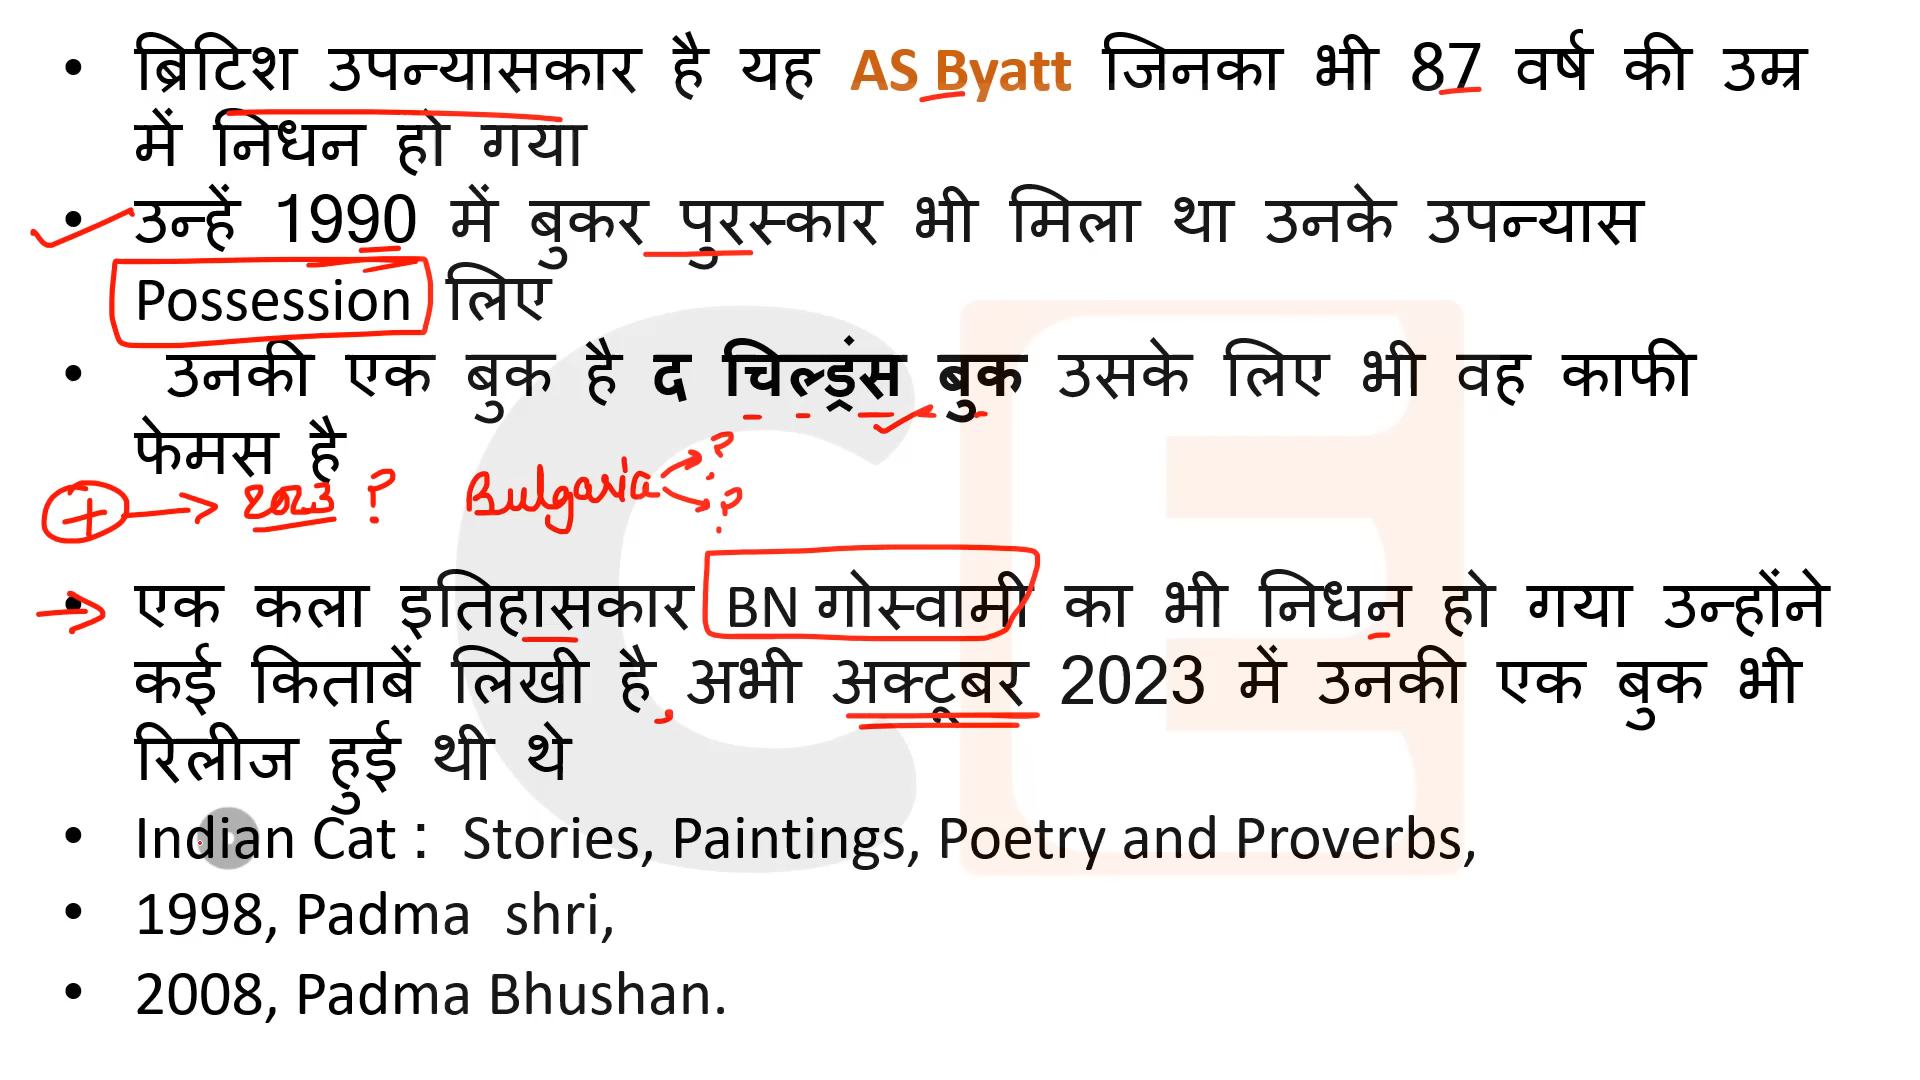 • ब्रिटिश उपन्यासकार है यह AS Byatt जिनका भी 87 वर्ष की उम्र
में निधन हो गया
• उन्हें 1990 में बुकर पुरस्कार भी मिला था उनके उपन्यास
Possession लिए
• उनकी एक बुक है द चिल्ड्रंस बुक उसके लिए भी वह काफी
फेमस है
+ → 2023 ? Bulgaria ? ?
• एक कला इतिहासकार BN गोस्वामी का भी निधन हो गया उन्होंने
कई किताबें लिखी है, अभी अक्टूबर 2023 में उनकी एक बुक भी
रिलीज हुई थी थे
• Indian Cat : Stories, Paintings, Poetry and Proverbs,
• 1998, Padma shri,
• 2008, Padma Bhushan.